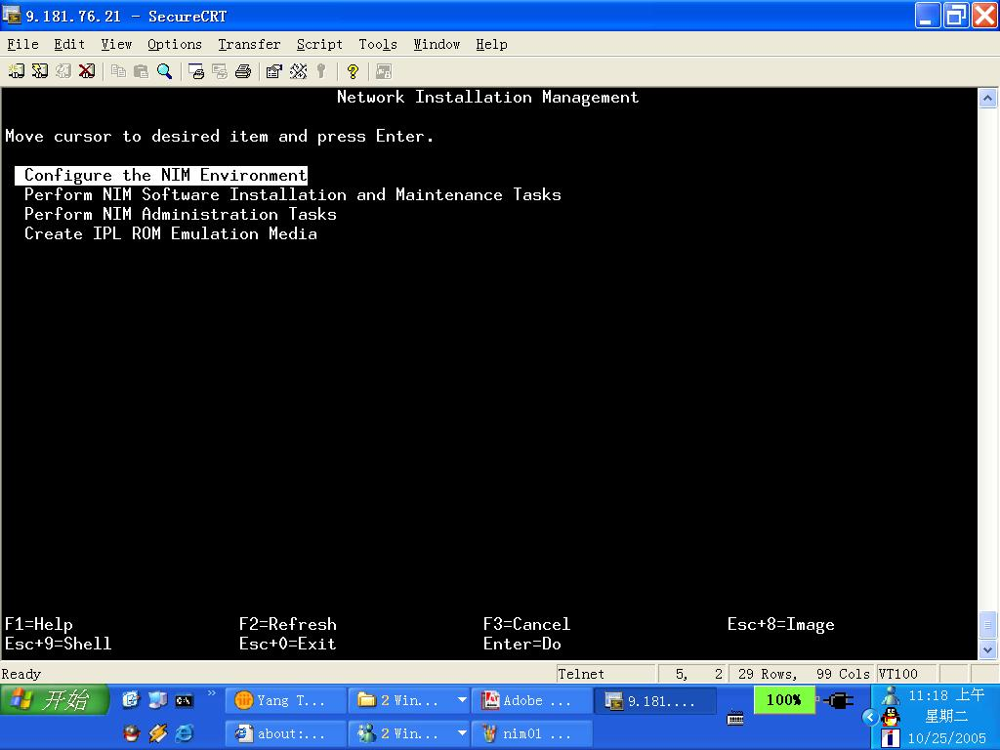 9.181.76.21 - SecureCRT
File Edit View Options Transfer Script Tools Window Help
Network Installation Management
Move cursor to desired item and press Enter.
Configure the NIM Environment
Perform NIM Software Installation and Maintenance Tasks
Perform NIM Administration Tasks
Create IPL ROM Emulation Media
F1=Help F2=Refresh F3=Cancel Esc+8=Image
Esc+9=Shell Esc+0=Exit Enter=Do
Ready Telnet 5, 2 29 Rows, 99 Cols VT100
开始 Yang T... 2 Win... Adobe ... 9.181.... 100% 11:18 上午
星期二
about:... 2 Win... nim01 ... 10/25/2005